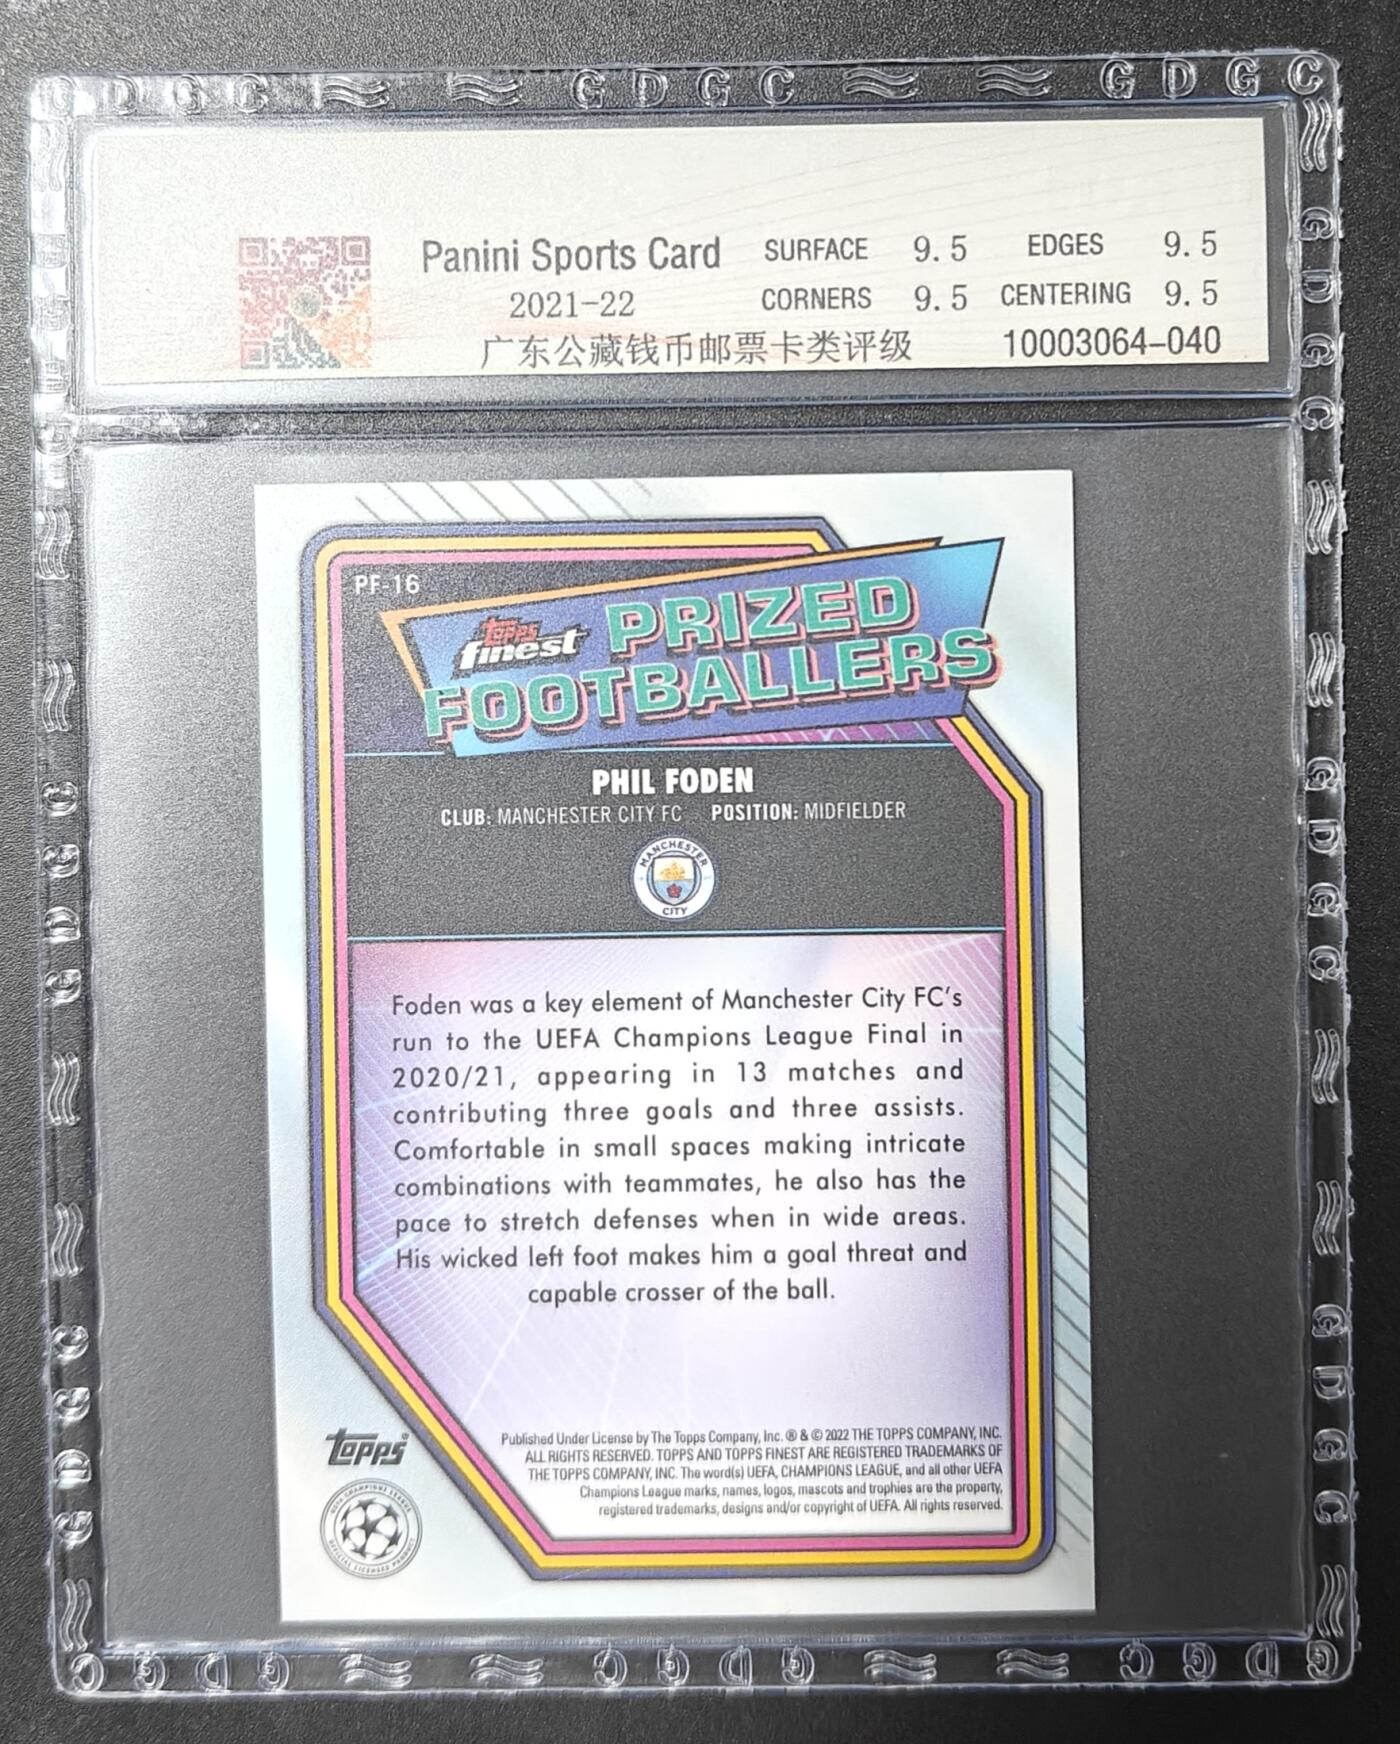 GDGC GDGC GDGC
Panini Sports Card SURFACE 9.5 EDGES 9.5
2021-22 CORNERS 9.5 CENTERING 9.5
广东公藏钱币邮票卡类评级 10003064-040
PF-16
Topps
finest
PRIZED
FOOTBALLERS
PHIL FODEN
CLUB: MANCHESTER CITY FC POSITION: MIDFIELDER
MANCHESTER
CITY
Foden was a key element of Manchester City FC's
run to the UEFA Champions League Final in
2020/21, appearing in 13 matches and
contributing three goals and three assists.
Comfortable in small spaces making intricate
combinations with teammates, he also has the
pace to stretch defenses when in wide areas.
His wicked left foot makes him a goal threat and
capable crosser of the ball.
Topps®
UEFA CHAMPIONS LEAGUE
OFFICIAL LICENSED PRODUCT
Published Under License by The Topps Company, Inc. ® & © 2022 THE TOPPS COMPANY, INC.
ALL RIGHTS RESERVED. TOPPS AND TOPPS FINEST ARE REGISTERED TRADEMARKS OF
THE TOPPS COMPANY, INC. The word(s) UEFA, CHAMPIONS LEAGUE, and all other UEFA
Champions League marks, names, logos, mascots and trophies are the property,
registered trademarks, designs and/or copyright of UEFA. All rights reserved.